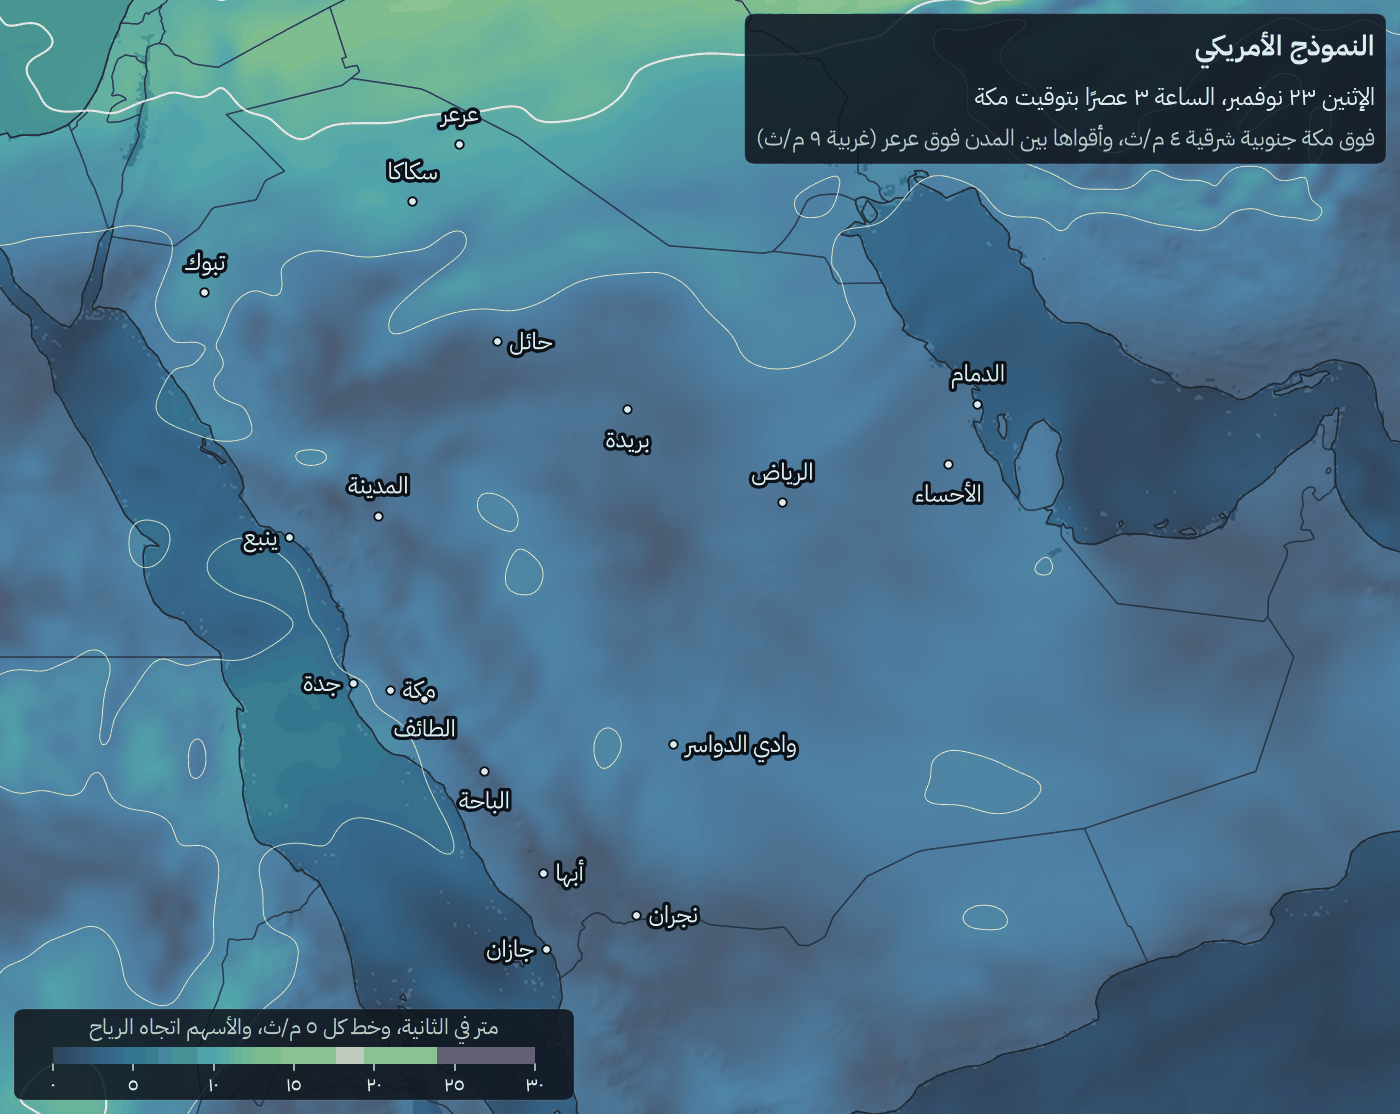 النموذج الأمريكي
الإثنين ٢٣ نوفمبر، الساعة ٣ عصرًا بتوقيت مكة
فوق مكة جنوبية شرقية ٤ م/ث، وأقواها بين المدن فوق عرعر (غربية ٩ م/ث)
عرعر
سكاكا
تبوك
حائل
الدمام
بريدة
الرياض
الأحساء
المدينة
ينبع
جدة
مكة
الطائف
وادي الدواسر
الباحة
أبها
نجران
جازان
متر في الثانية، وخط كل ٥ م/ث، والأسهم اتجاه الرياح
٠ ٥ ١٠ ١٥ ٢٠ ٢٥ ٣٠